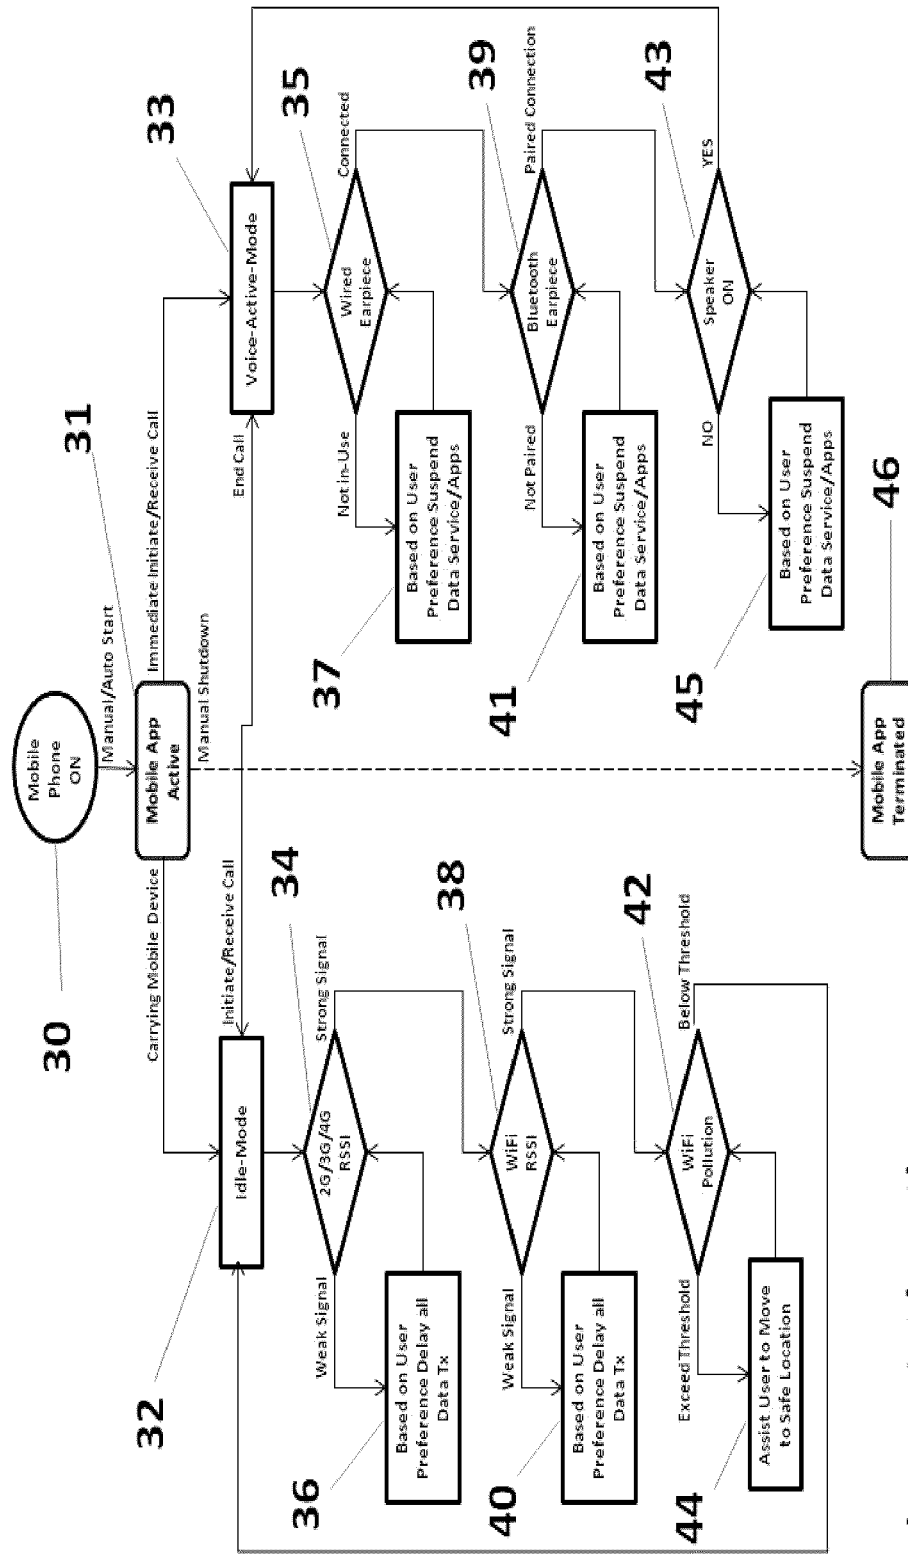 30
Mobile
Phone
ON
Manual/Auto Start
31
Mobile App
Active
Carrying Mobile Device
Immediate Initiate/Receive Call
Manual Shutdown
32
Idle-Mode
Initiate/Receive Call
End Call
33
Voice-Active-Mode
34
2G/3G/4G
RSSI
Weak Signal
Strong Signal
36
Based on User
Preference Delay all
Data Tx
38
WiFi
RSSI
Weak Signal
Strong Signal
40
Based on User
Preference Delay all
Data Tx
42
WiFi
Pollution
Exceed Threshold
Below Threshold
44
Assist User to Move
to Safe Location
35
Wired
Earpiece
Not in-Use
Connected
37
Based on User
Preference Suspend
Data Service/Apps
39
Bluetooth
Earpiece
Not Paired
Paired Connection
41
Based on User
Preference Suspend
Data Service/Apps
43
Speaker
ON
NO
YES
45
Based on User
Preference Suspend
Data Service/Apps
46
Mobile App
Terminated